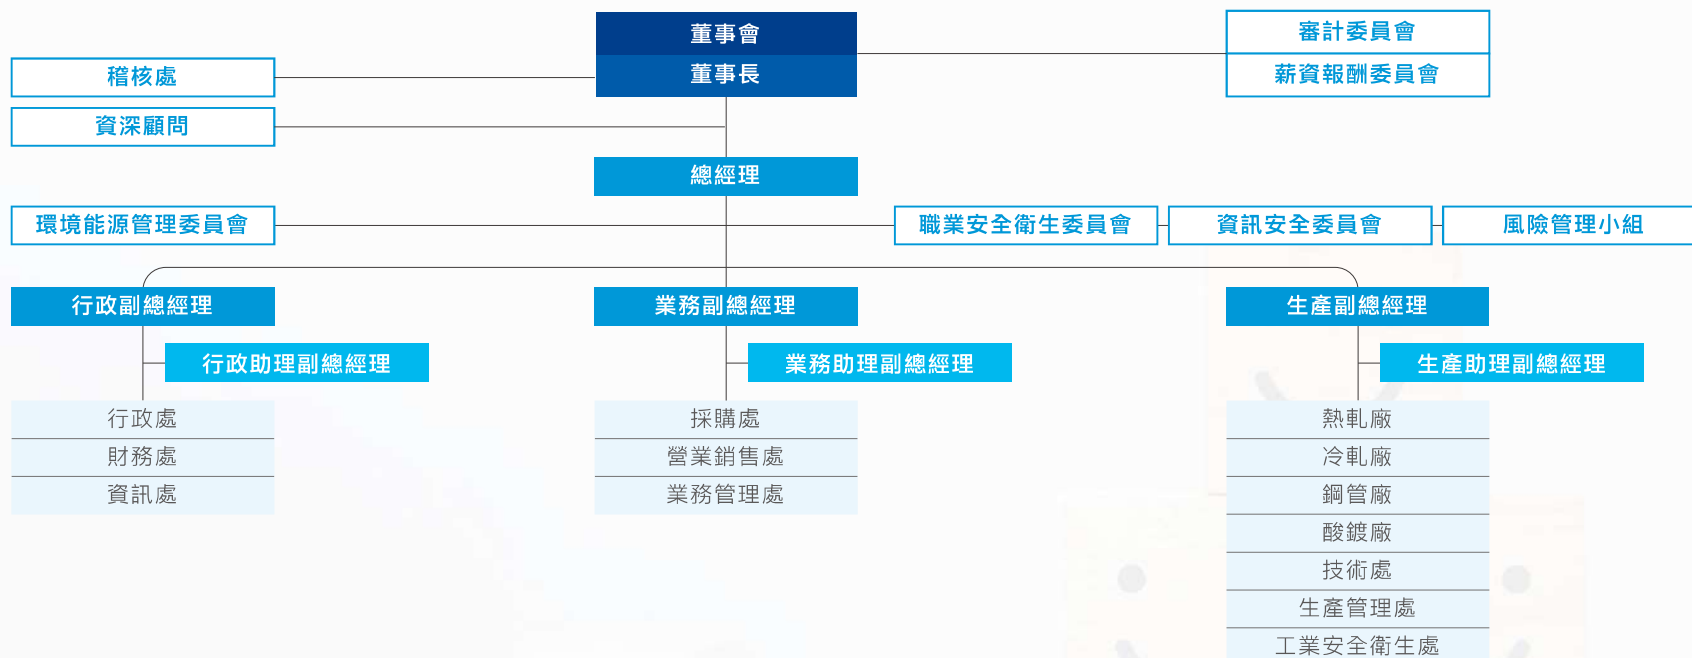 董事會
董事長
審計委員會
薪資報酬委員會
稽核處
資深顧問
總經理
環境能源管理委員會
職業安全衛生委員會
資訊安全委員會
風險管理小組
行政副總經理
業務副總經理
生產副總經理
行政助理副總經理
業務助理副總經理
生產助理副總經理
行政處
財務處
資訊處
採購處
營業銷售處
業務管理處
熱軋廠
冷軋廠
鋼管廠
酸鍍廠
技術處
生產管理處
工業安全衛生處